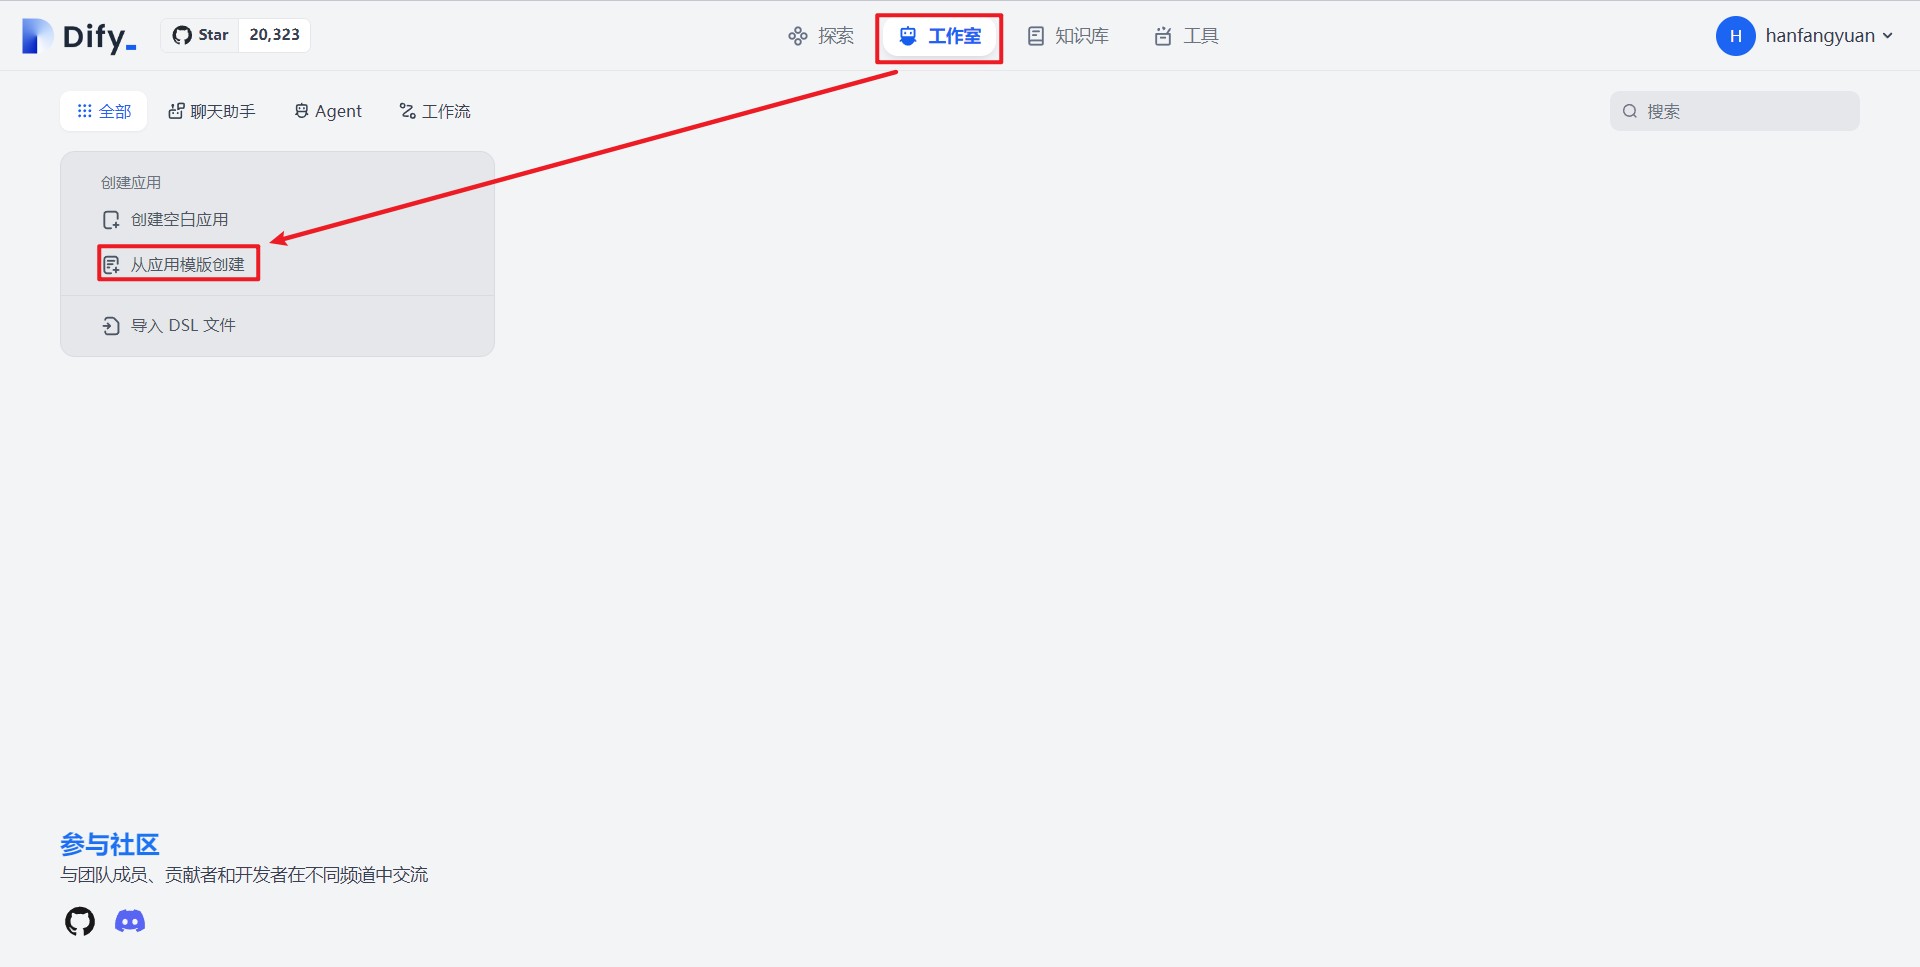 Dify_
Star 20,323
探索 工作室 知识库 工具
H hanfangyuan
全部 聊天助手 Agent 工作流
搜索
创建应用
创建空白应用
从应用模版创建
导入 DSL 文件
参与社区
与团队成员、贡献者和开发者在不同频道中交流